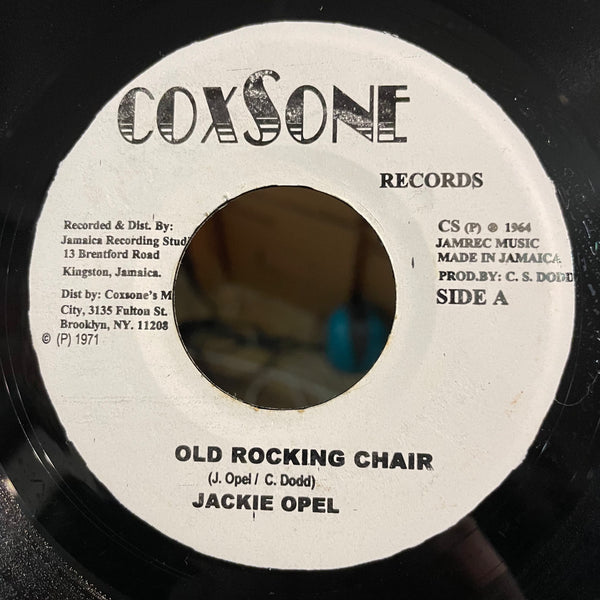 COXSONE
RECORDS
Recorded & Dist. By:
Jamaica Recording
13 Brentford Road
Kingston, Jamaica.
Dist by: Coxsone's
City, 3135 Fulton St.
Brooklyn, NY. 11208
© (P) 1971
CS (P) ® 1964
JAMREC MUSIC
MADE IN JAMAICA
PROD.BY: C. S. DODD
SIDE A
OLD ROCKING CHAIR
(J. Opel / C. Dodd)
JACKIE OPEL